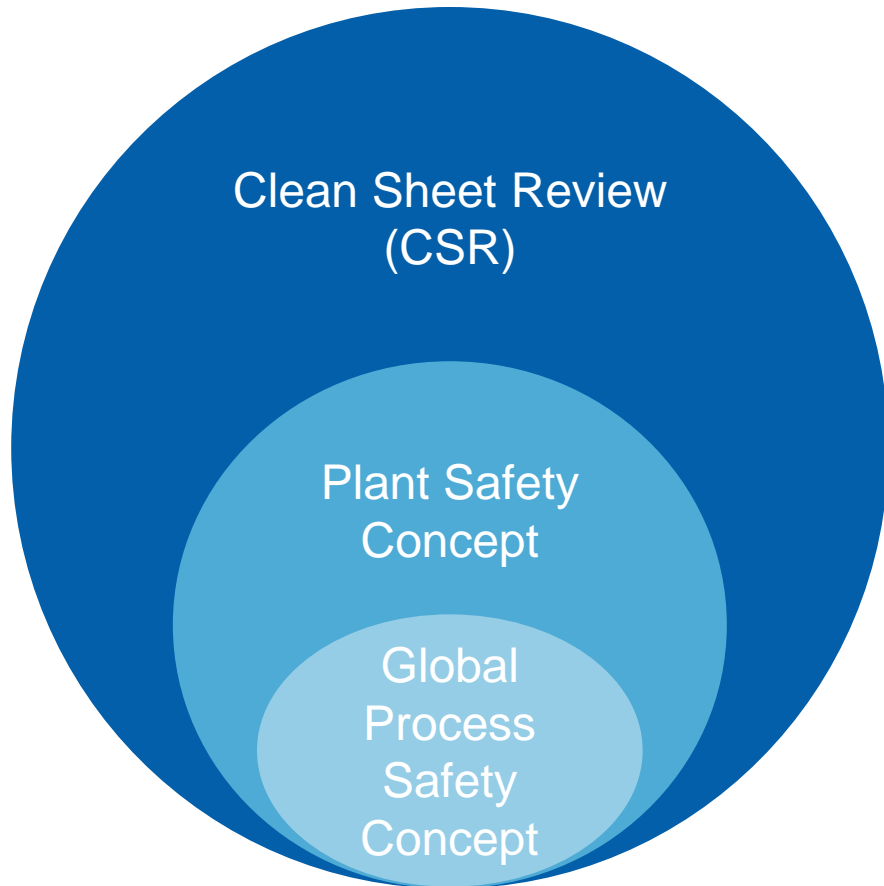 Clean Sheet Review
(CSR)
Plant Safety
Concept
Global
Process
Safety
Concept